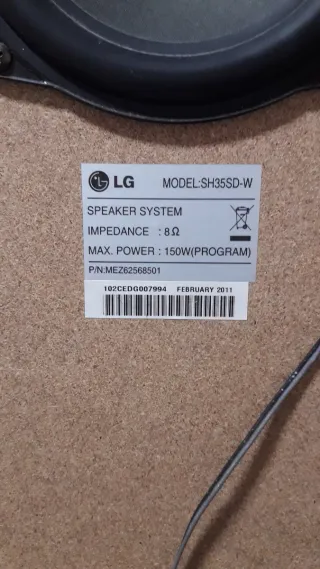 LG MODEL:SH35SD-W
SPEAKER SYSTEM
IMPEDANCE : 8Ω
MAX. POWER : 150W(PROGRAM)
P/N:MEZ62568501
102CEDG007994 FEBRUARY 2011